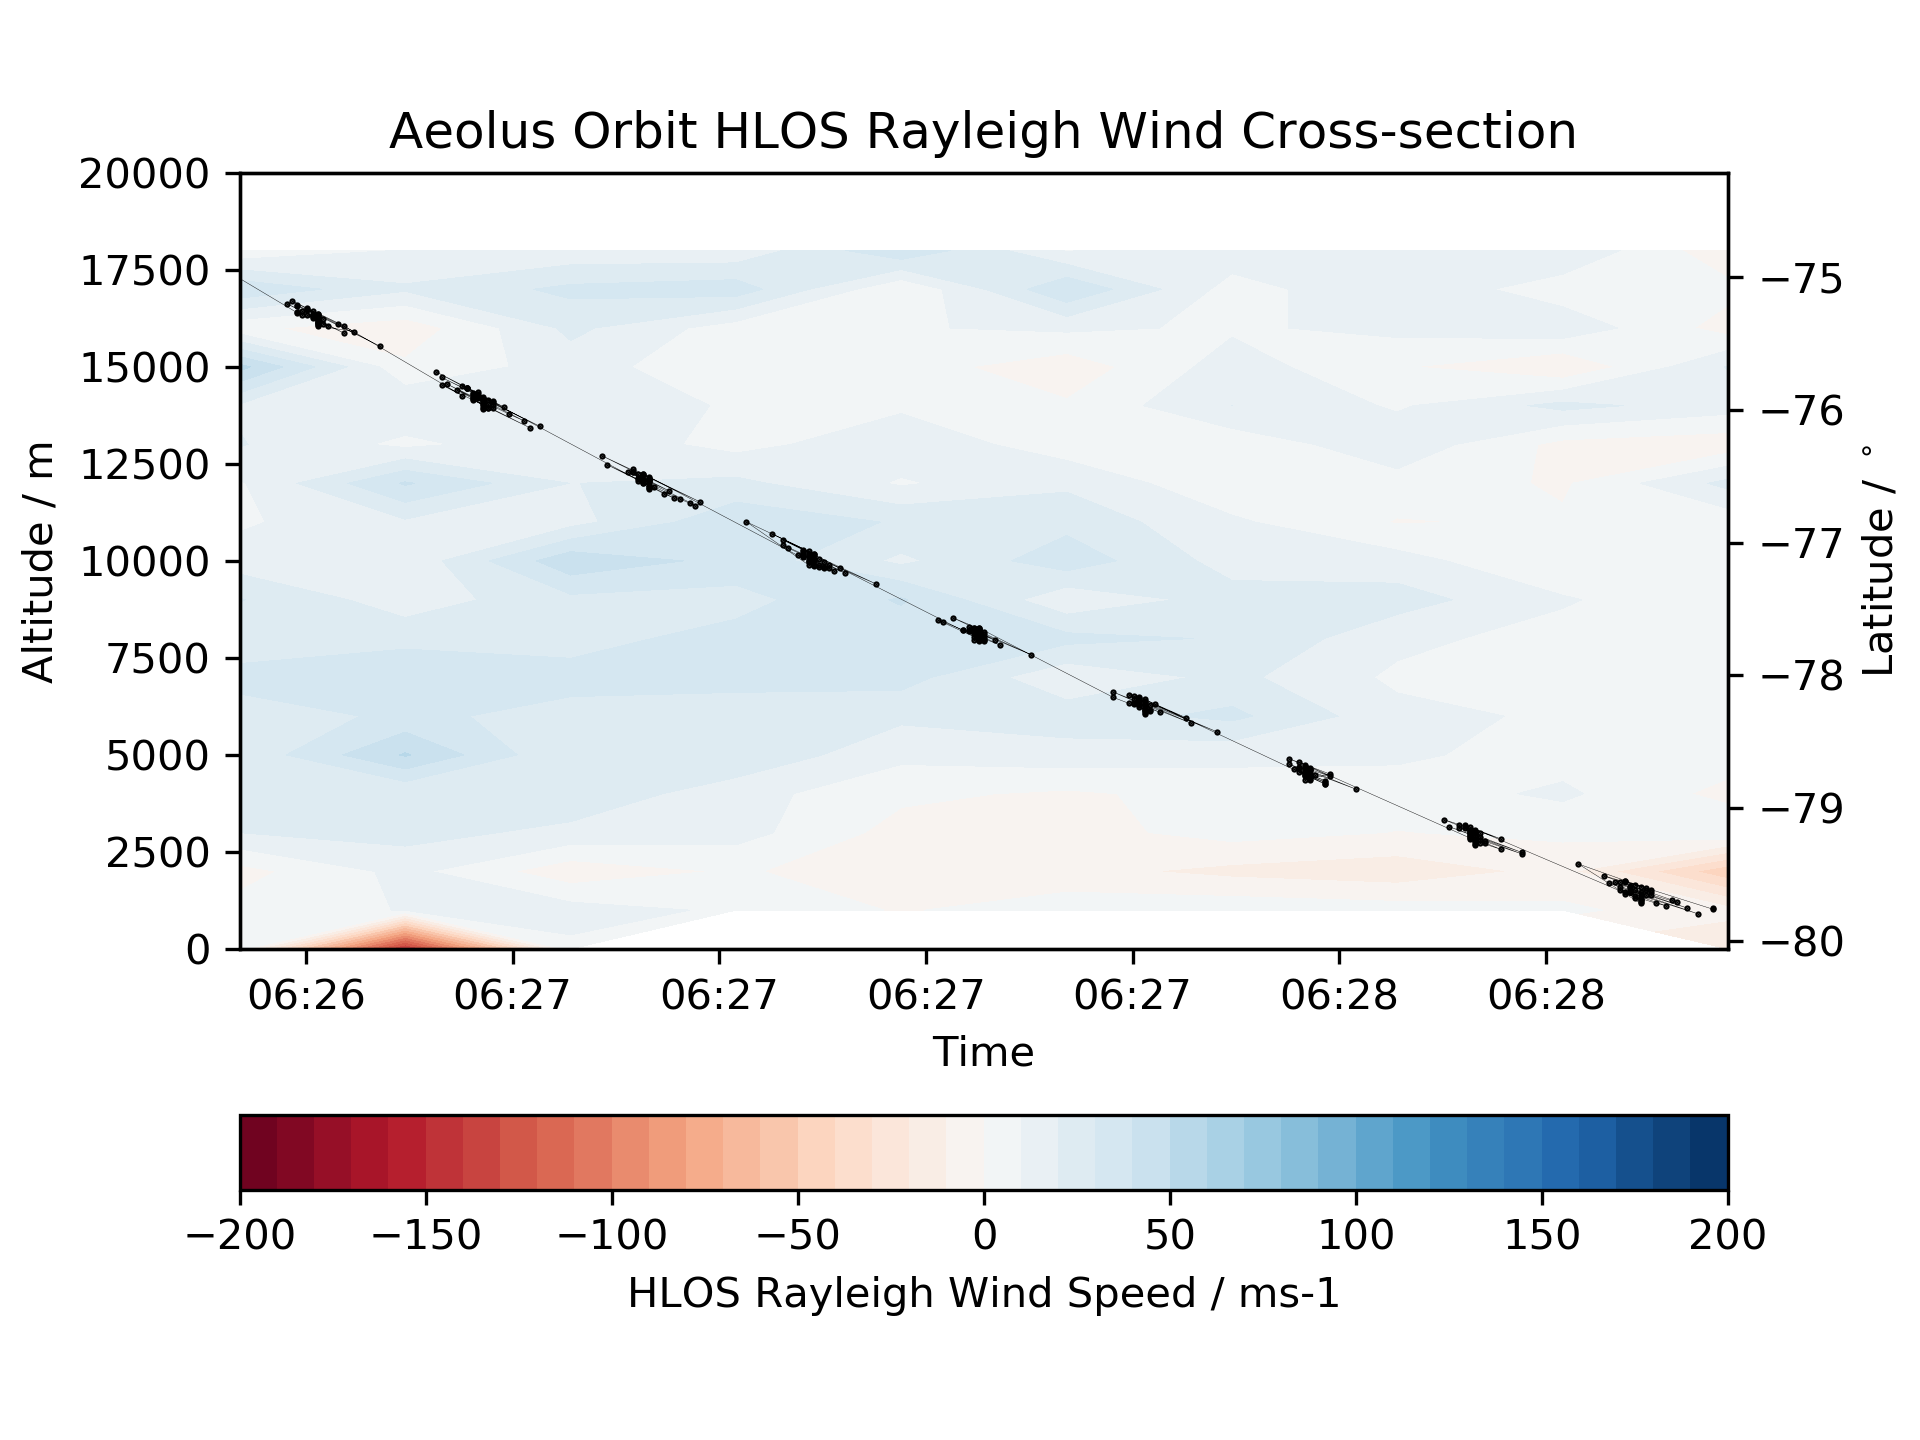 Aeolus Orbit HLOS Rayleigh Wind Cross-section
20000
17500
15000
12500
10000
7500
5000
2500
0
Altitude / m
−75
−76
−77
−78
−79
−80
Latitude / °
06:26 06:27 06:27 06:27 06:27 06:28 06:28
Time
−200 −150 −100 −50 0 50 100 150 200
HLOS Rayleigh Wind Speed / ms-1